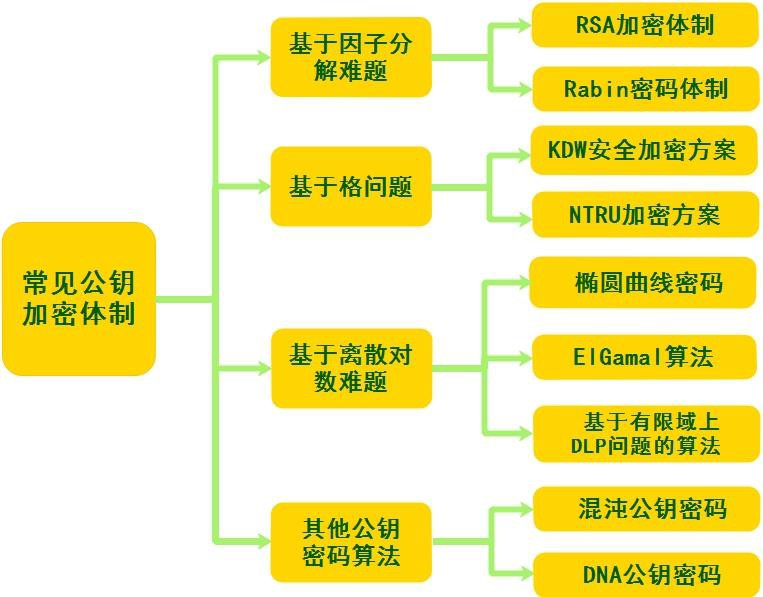 常见公钥
加密体制
基于因子分
解难题
RSA加密体制
Rabin密码体制
基于格问题
KDW安全加密方案
NTRU加密方案
基于离散对
数难题
椭圆曲线密码
ElGamal算法
基于有限域上
DLP问题的算法
其他公钥
密码算法
混沌公钥密码
DNA公钥密码